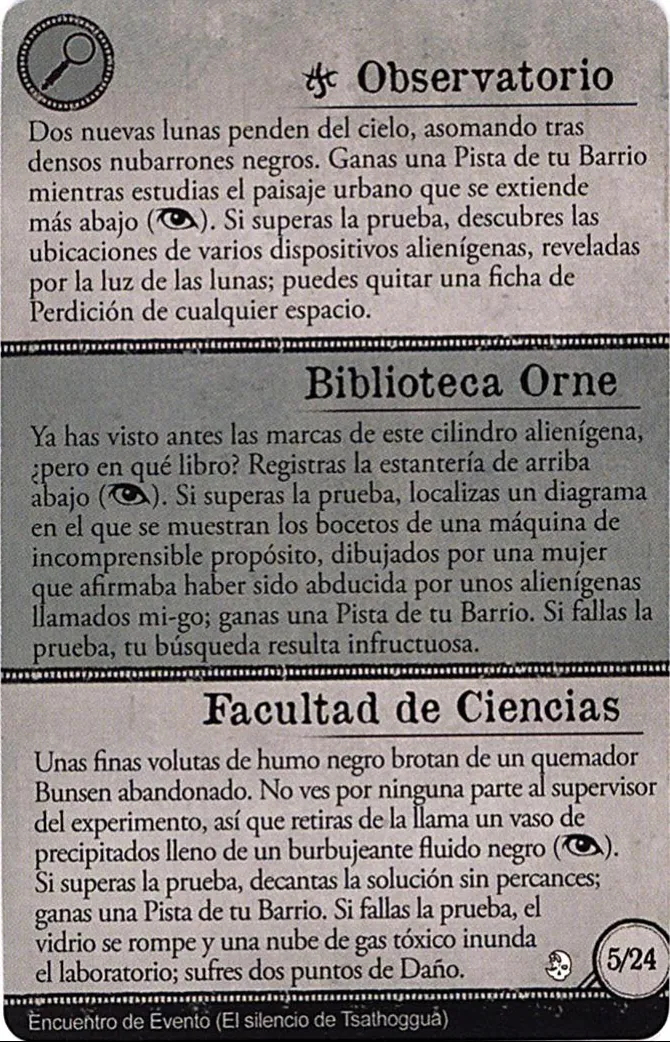 Observatorio
Dos nuevas lunas penden del cielo, asomando tras
densos nubarrones negros. Ganas una Pista de tu Barrio
mientras estudias el paisaje urbano que se extiende
más abajo (). Si superas la prueba, descubres las
ubicaciones de varios dispositivos alienígenas, reveladas
por la luz de las lunas; puedes quitar una ficha de
Perdición de cualquier espacio.
Biblioteca Orne
Ya has visto antes las marcas de este cilindro alienígena,
¿pero en qué libro? Registras la estantería de arriba
abajo (). Si superas la prueba, localizas un diagrama
en el que se muestran los bocetos de una máquina de
incomprensible propósito, dibujados por una mujer
que afirmaba haber sido abducida por unos alienígenas
llamados mi-go; ganas una Pista de tu Barrio. Si fallas la
prueba, tu búsqueda resulta infructuosa.
Facultad de Ciencias
Unas finas volutas de humo negro brotan de un quemador
Bunsen abandonado. No ves por ninguna parte al supervisor
del experimento, así que retiras de la llama un vaso de
precipitados lleno de un burbujeante fluido negro ().
Si superas la prueba, decantas la solución sin percances;
ganas una Pista de tu Barrio. Si fallas la prueba, el
vidrio se rompe y una nube de gas tóxico inunda
el laboratorio; sufres dos puntos de Daño.
5/24
Encuentro de Evento (El silencio de Tsathoggua)